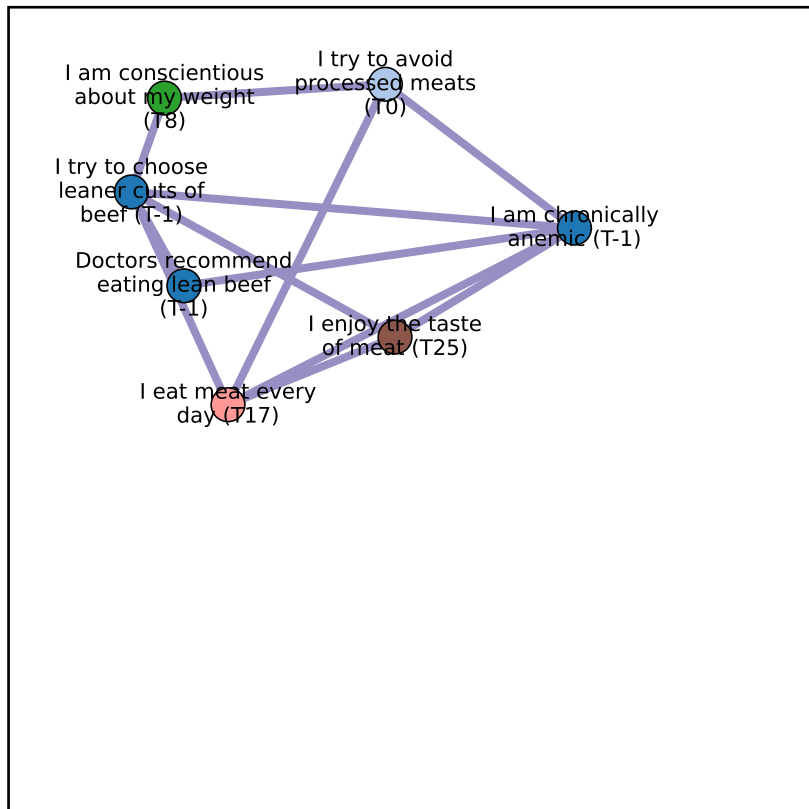 I try to avoid
processed meats
(T0)
I am conscientious
about my weight
(T8)
I try to choose
leaner cuts of
beef (T-1)
I am chronically
anemic (T-1)
Doctors recommend
eating lean beef
(T-1)
I enjoy the taste
of meat (T25)
I eat meat every
day (T17)